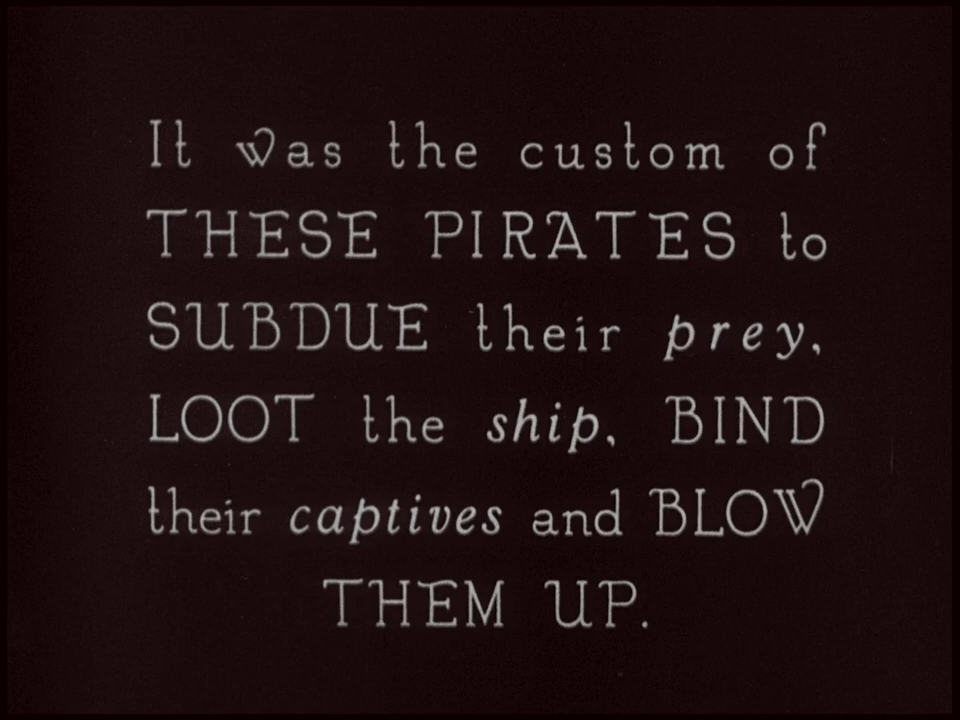 It was the custom of
THESE PIRATES to
SUBDUE their prey,
LOOT the ship, BIND
their captives and BLOW
THEM UP.